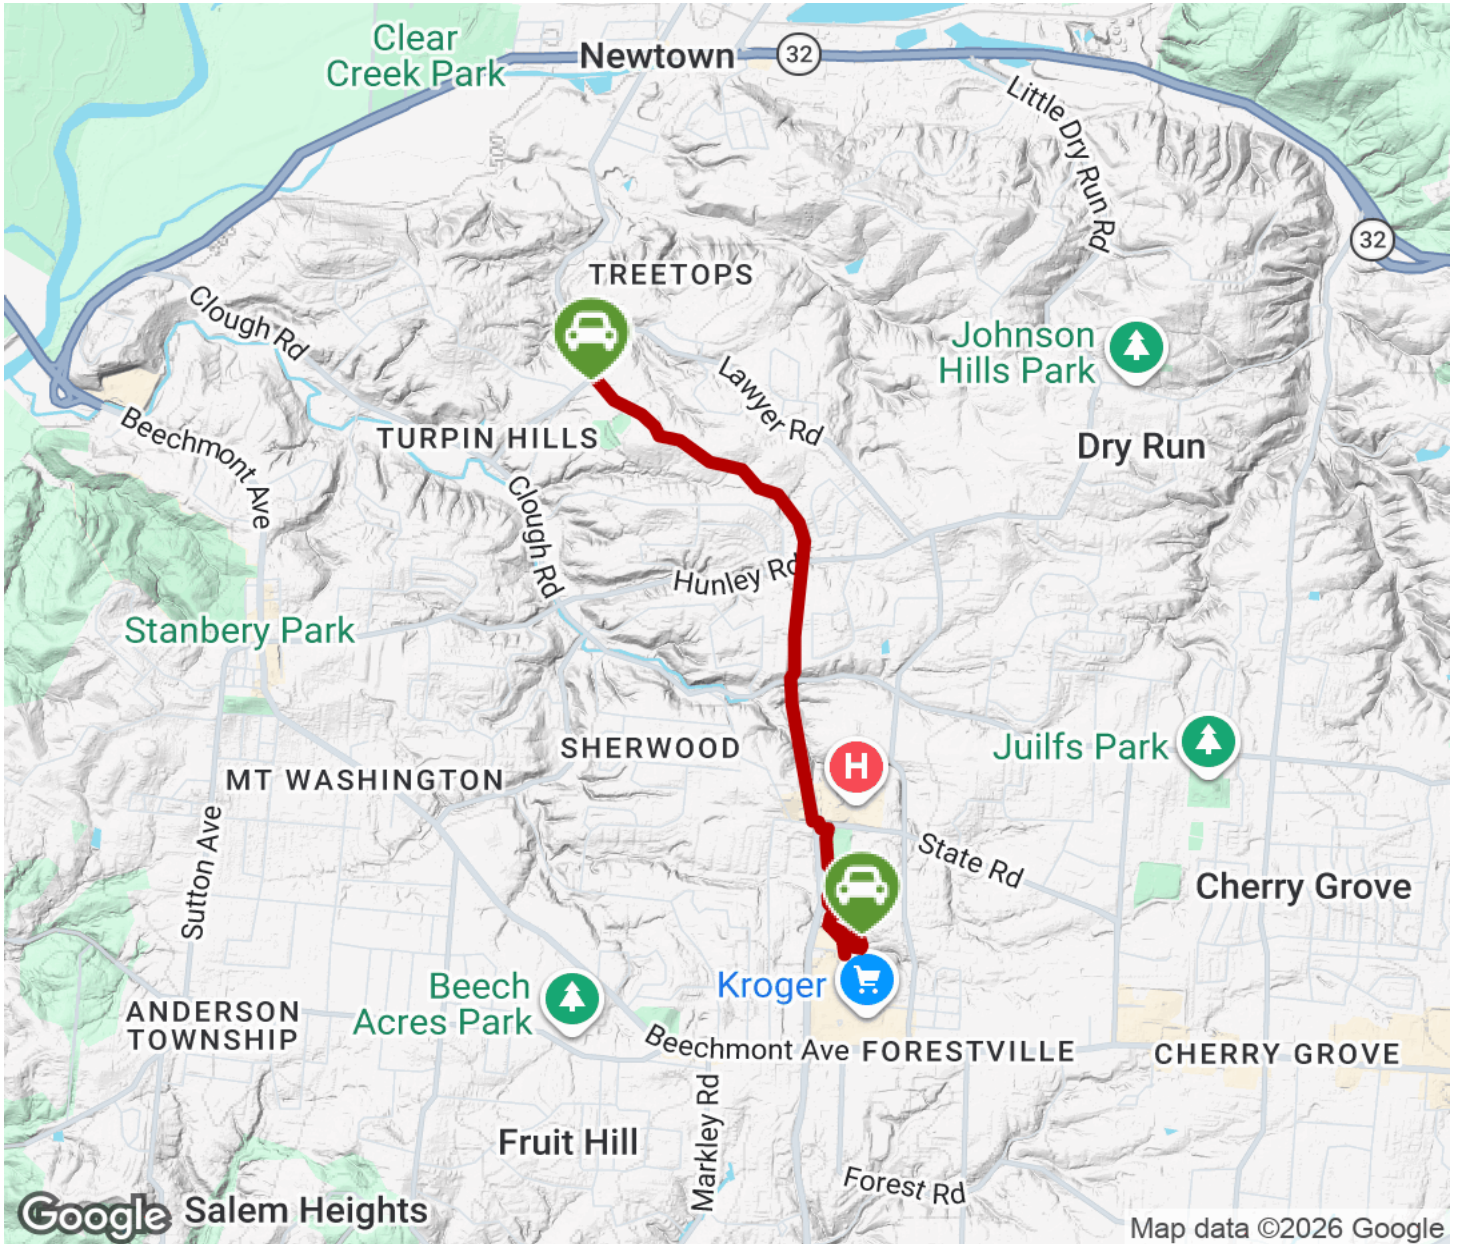 Clear
Creek Park
Newtown
32
Little Dry Run Rd
32
TREETOPS
Clough Rd
Johnson
Hills Park
Lawyer Rd
Beechmont Ave
TURPIN HILLS
Dry Run
Clough Rd
Hunley Rd
Stanbery Park
SHERWOOD
H
Juilfs Park
MT WASHINGTON
Sutton Ave
State Rd
Cherry Grove
Beech
Acres Park
Kroger
ANDERSON
TOWNSHIP
Beechmont Ave
FORESTVILLE
CHERRY GROVE
Markley Rd
Fruit Hill
Forest Rd
Google
Salem Heights
Map data ©2026 Google